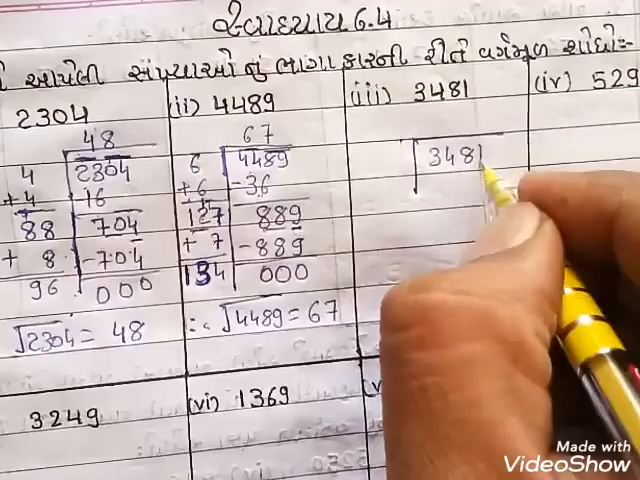 સ્વાધ્યાય 6.4
આપેલી સંખ્યાઓનું ભાગાકારની રીતે વર્ગમૂળ શોધો:-
2304 (ii) 4489 (iii) 3481 (iv) 529
48 67
4 2304 6 4489 3481
+4 -16 +6 -36
88 704 127 889
+ 8 -704 + 7 -889
96 000 134 000
√2304 = 48 ∴ √4489 = 67
3249 (vi) 1369 (v
Made with
VideoShow